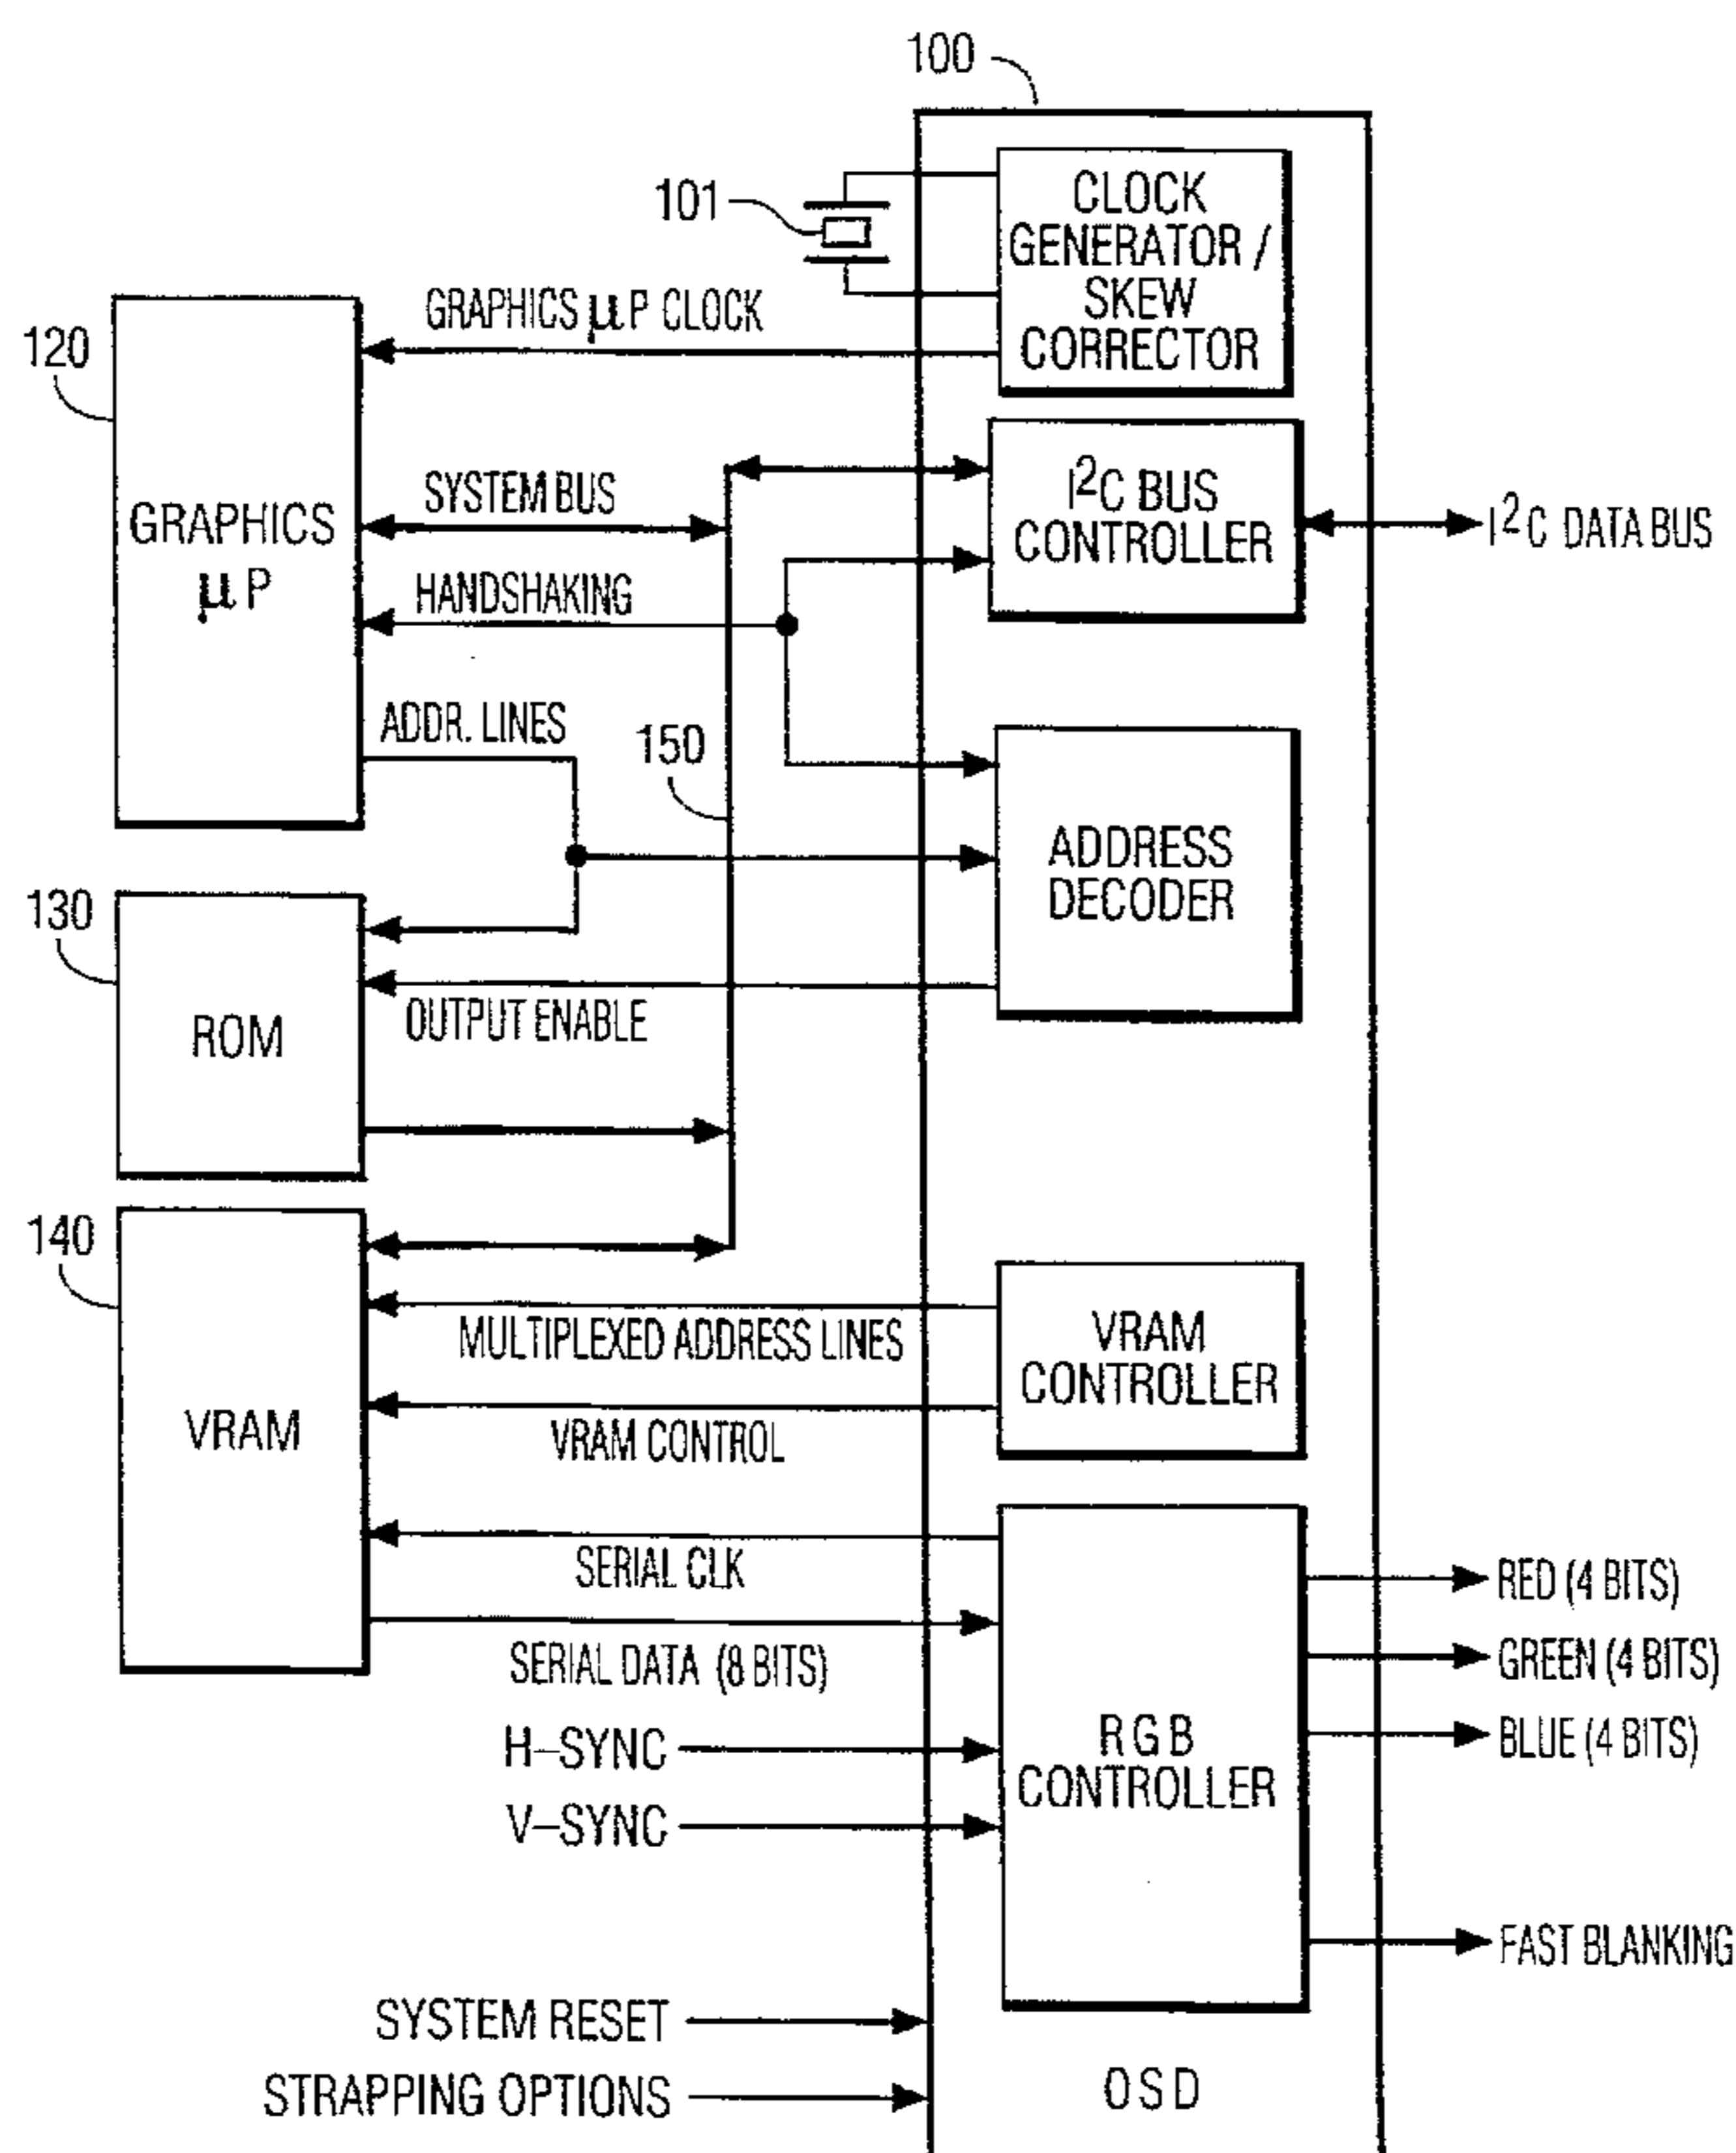 100
101
CLOCK
GENERATOR /
SKEW
CORRECTOR
GRAPHICS μP CLOCK
120
GRAPHICS
μP
SYSTEM BUS
HANDSHAKING
ADDR. LINES
I²C BUS
CONTROLLER
I²C DATA BUS
150
ADDRESS
DECODER
130
ROM
OUTPUT ENABLE
140
VRAM
MULTIPLEXED ADDRESS LINES
VRAM CONTROL
VRAM
CONTROLLER
SERIAL CLK
SERIAL DATA (8 BITS)
H–SYNC
V–SYNC
RGB
CONTROLLER
RED (4 BITS)
GREEN (4 BITS)
BLUE (4 BITS)
FAST BLANKING
SYSTEM RESET
STRAPPING OPTIONS
OSD